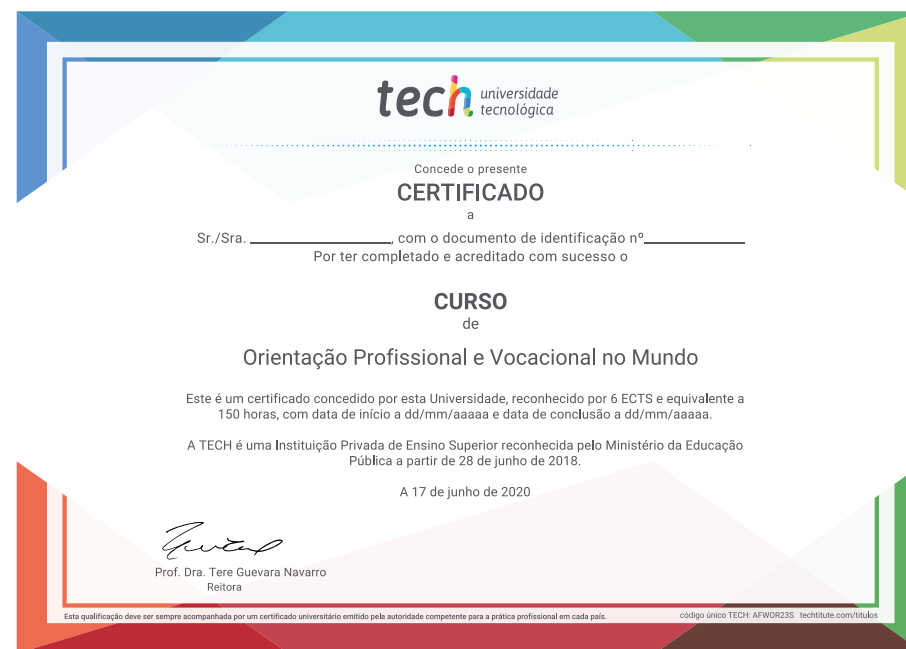 tech universidade
tecnológica
Concede o presente
CERTIFICADO
a
Sr./Sra. ________________, com o documento de identificação nº____________
Por ter completado e acreditado com sucesso o
CURSO
de
Orientação Profissional e Vocacional no Mundo
Este é um certificado concedido por esta Universidade, reconhecido por 6 ECTS e equivalente a
150 horas, com data de início a dd/mm/aaaaa e data de conclusão a dd/mm/aaaaa.
A TECH é uma Instituição Privada de Ensino Superior reconhecida pelo Ministério da Educação
Pública a partir de 28 de junho de 2018.
A 17 de junho de 2020
Prof. Dra. Tere Guevara Navarro
Reitora
Esta qualificação deve ser sempre acompanhada por um certificado universitário emitido pela autoridade competente para a prática profissional em cada país.
código único TECH: AFWOR23S techtitute.com/titulos